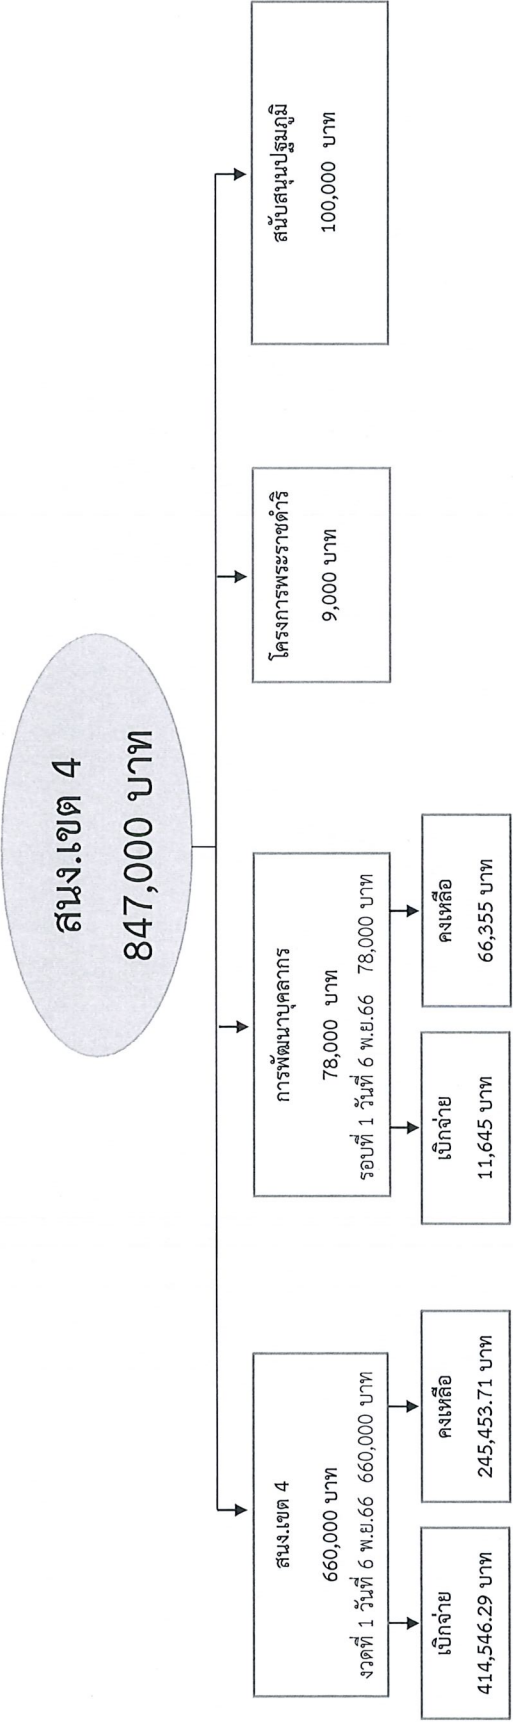 สนง.เขต 4
847,000 บาท
สนง.เขต 4
660,000 บาท
งวดที่ 1 วันที่ 6 พ.ย.66 660,000 บาท
เบิกจ่าย
414,546.29 บาท
คงเหลือ
245,453.71 บาท
การพัฒนาบุคลากร
78,000 บาท
รอบที่ 1 วันที่ 6 พ.ย.66 78,000 บาท
เบิกจ่าย
11,645 บาท
คงเหลือ
66,355 บาท
โครงการพระราชดำริ
9,000 บาท
สนับสนุนปฐมภูมิ
100,000 บาท